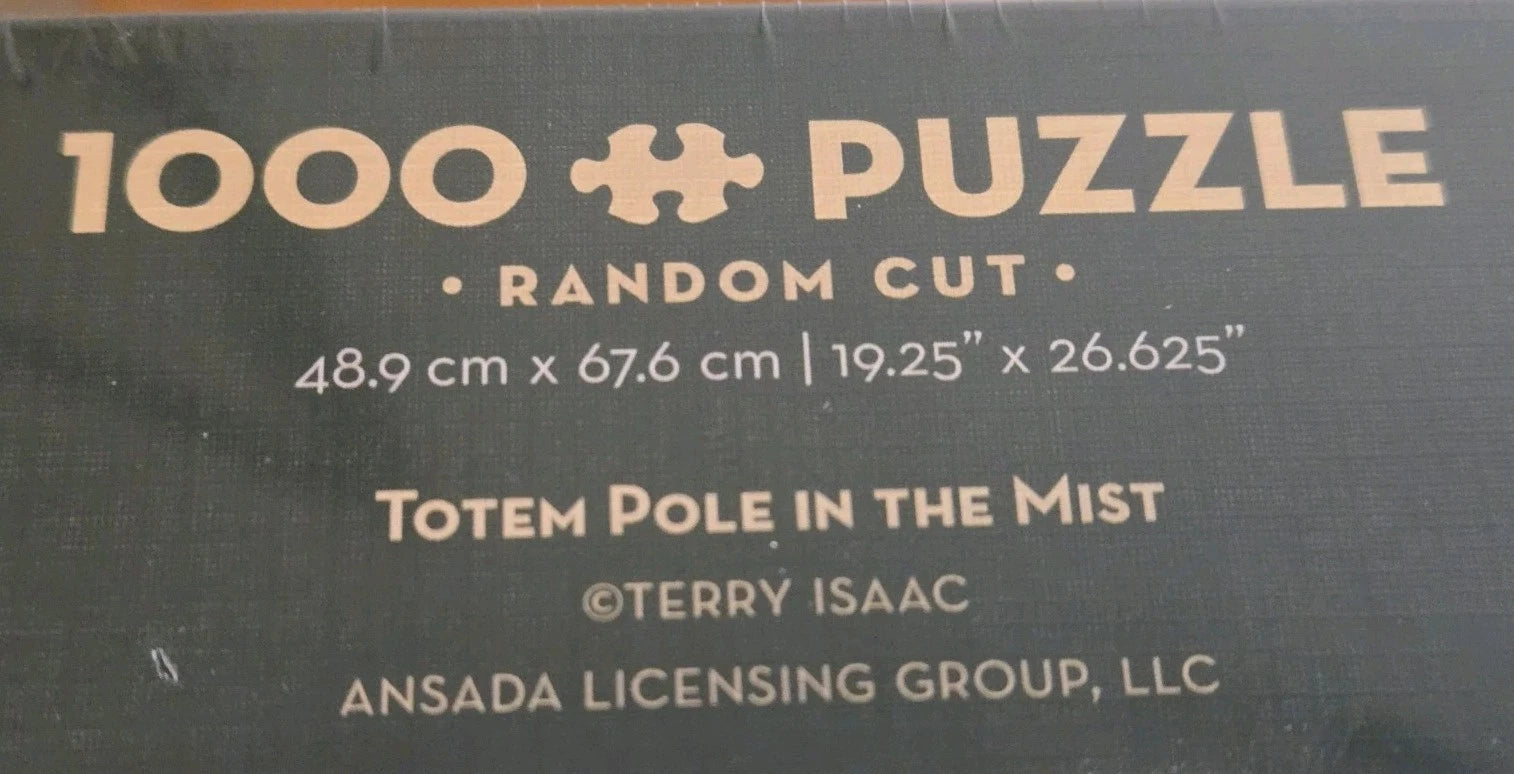 1000 PUZZLE
• RANDOM CUT •
48.9 cm x 67.6 cm | 19.25” x 26.625”
TOTEM POLE IN THE MIST
©TERRY ISAAC
ANSADA LICENSING GROUP, LLC